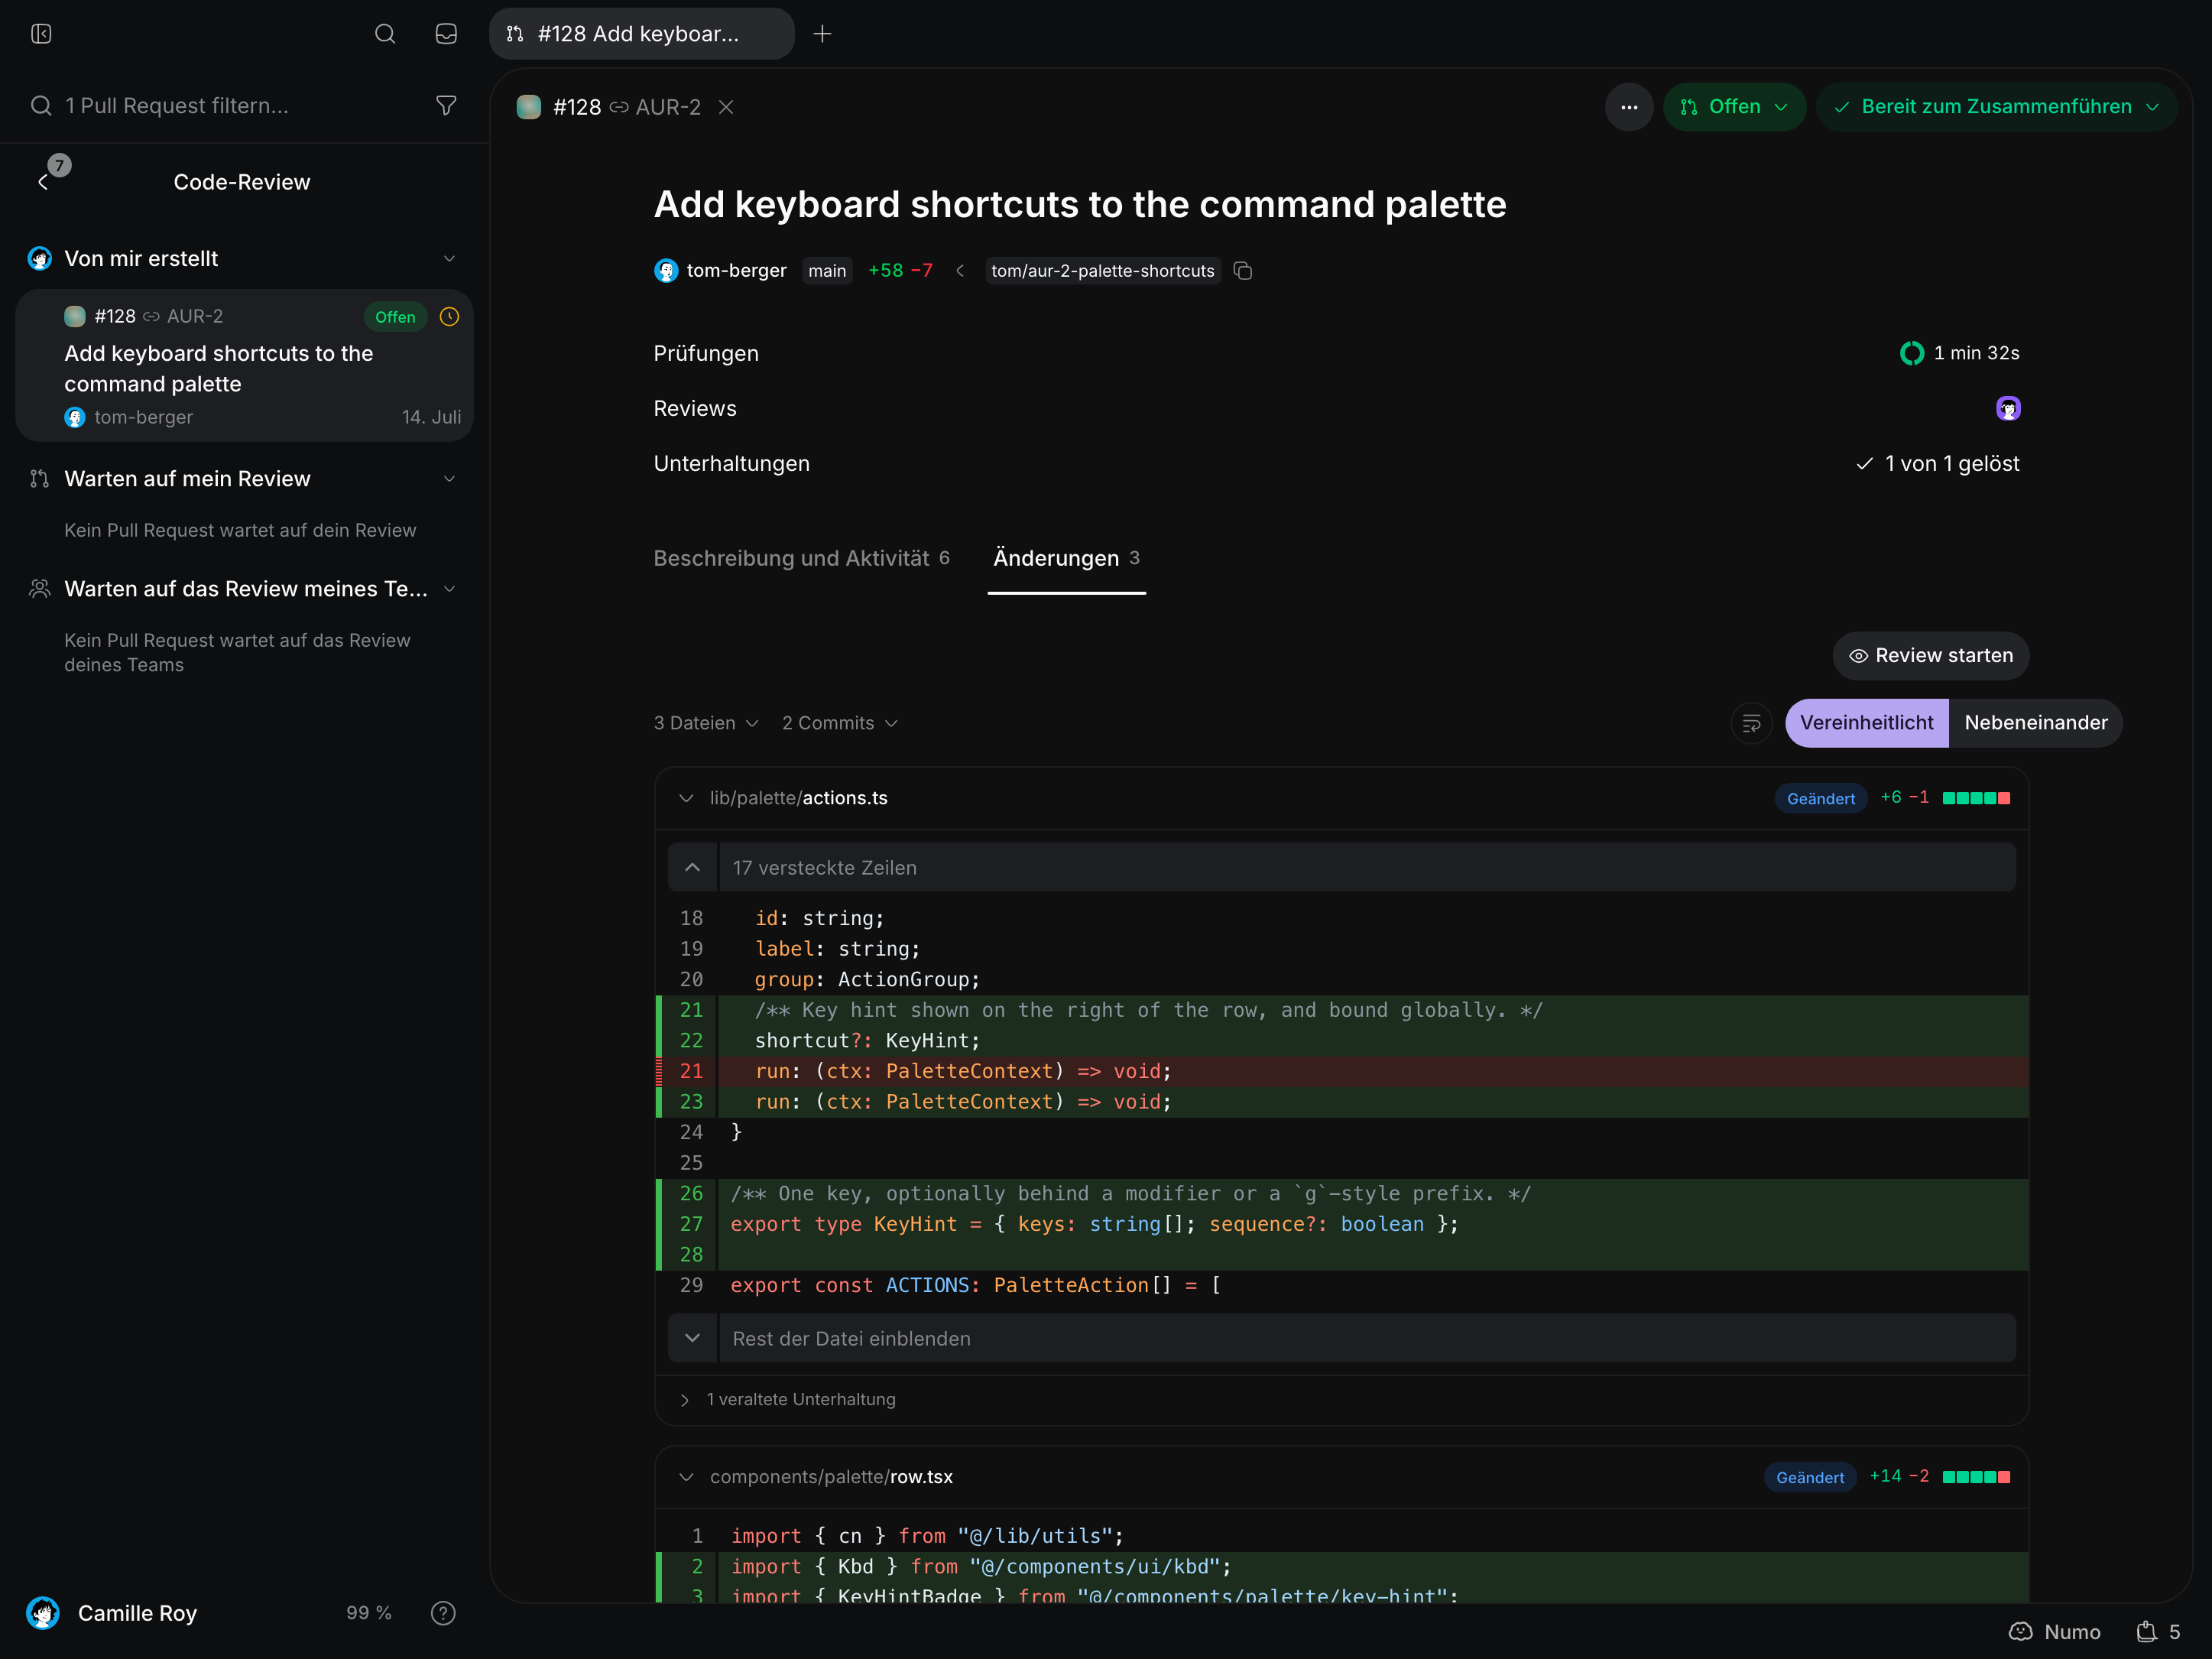 #128 Add keyboar...
1 Pull Request filtern...
7
Code-Review
Von mir erstellt
#128 AUR-2 Offen
Add keyboard shortcuts to the
command palette
tom-berger 14. Juli
Warten auf mein Review
Kein Pull Request wartet auf dein Review
Warten auf das Review meines Te...
Kein Pull Request wartet auf das Review
deines Teams
Camille Roy 99 % ?
#128 AUR-2
Offen
Bereit zum Zusammenführen
Add keyboard shortcuts to the command palette
tom-berger main +58 −7 tom/aur-2-palette-shortcuts
Prüfungen 1 min 32s
Reviews
Unterhaltungen 1 von 1 gelöst
Beschreibung und Aktivität 6 Änderungen 3
Review starten
3 Dateien 2 Commits Vereinheitlicht Nebeneinander
lib/palette/actions.ts Geändert +6 −1
17 versteckte Zeilen
18 id: string;
19 label: string;
20 group: ActionGroup;
21 /** Key hint shown on the right of the row, and bound globally. */
22 shortcut?: KeyHint;
21 run: (ctx: PaletteContext) => void;
23 run: (ctx: PaletteContext) => void;
24 }
25
26 /** One key, optionally behind a modifier or a `g`-style prefix. */
27 export type KeyHint = { keys: string[]; sequence?: boolean };
28
29 export const ACTIONS: PaletteAction[] = [
Rest der Datei einblenden
1 veraltete Unterhaltung
components/palette/row.tsx Geändert +14 −2
1 import { cn } from "@/lib/utils";
2 import { Kbd } from "@/components/ui/kbd";
3 import { KeyHintBadge } from "@/components/palette/key-hint";
Numo 5